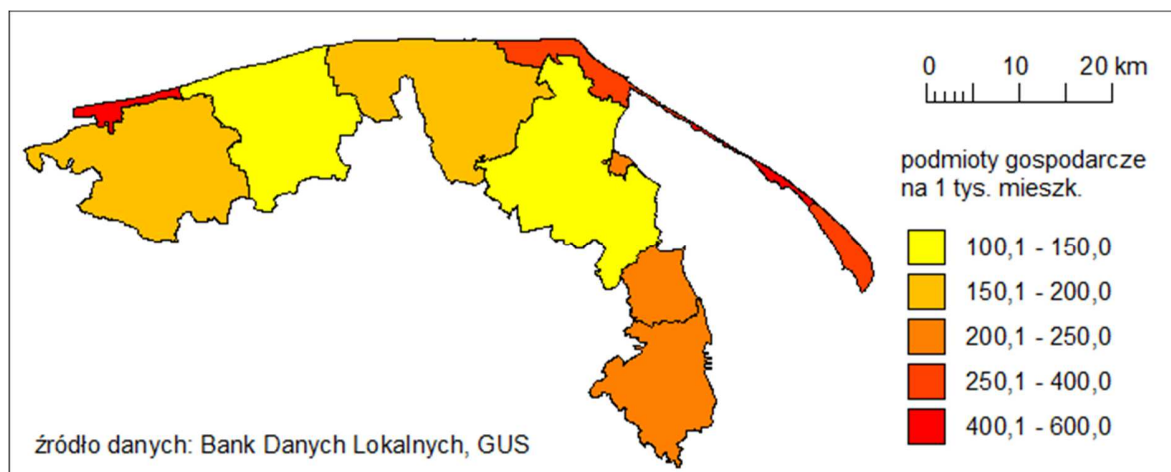 0 10 20 km
podmioty gospodarcze
na 1 tys. mieszk.
100,1 - 150,0
150,1 - 200,0
200,1 - 250,0
250,1 - 400,0
400,1 - 600,0
źródło danych: Bank Danych Lokalnych, GUS